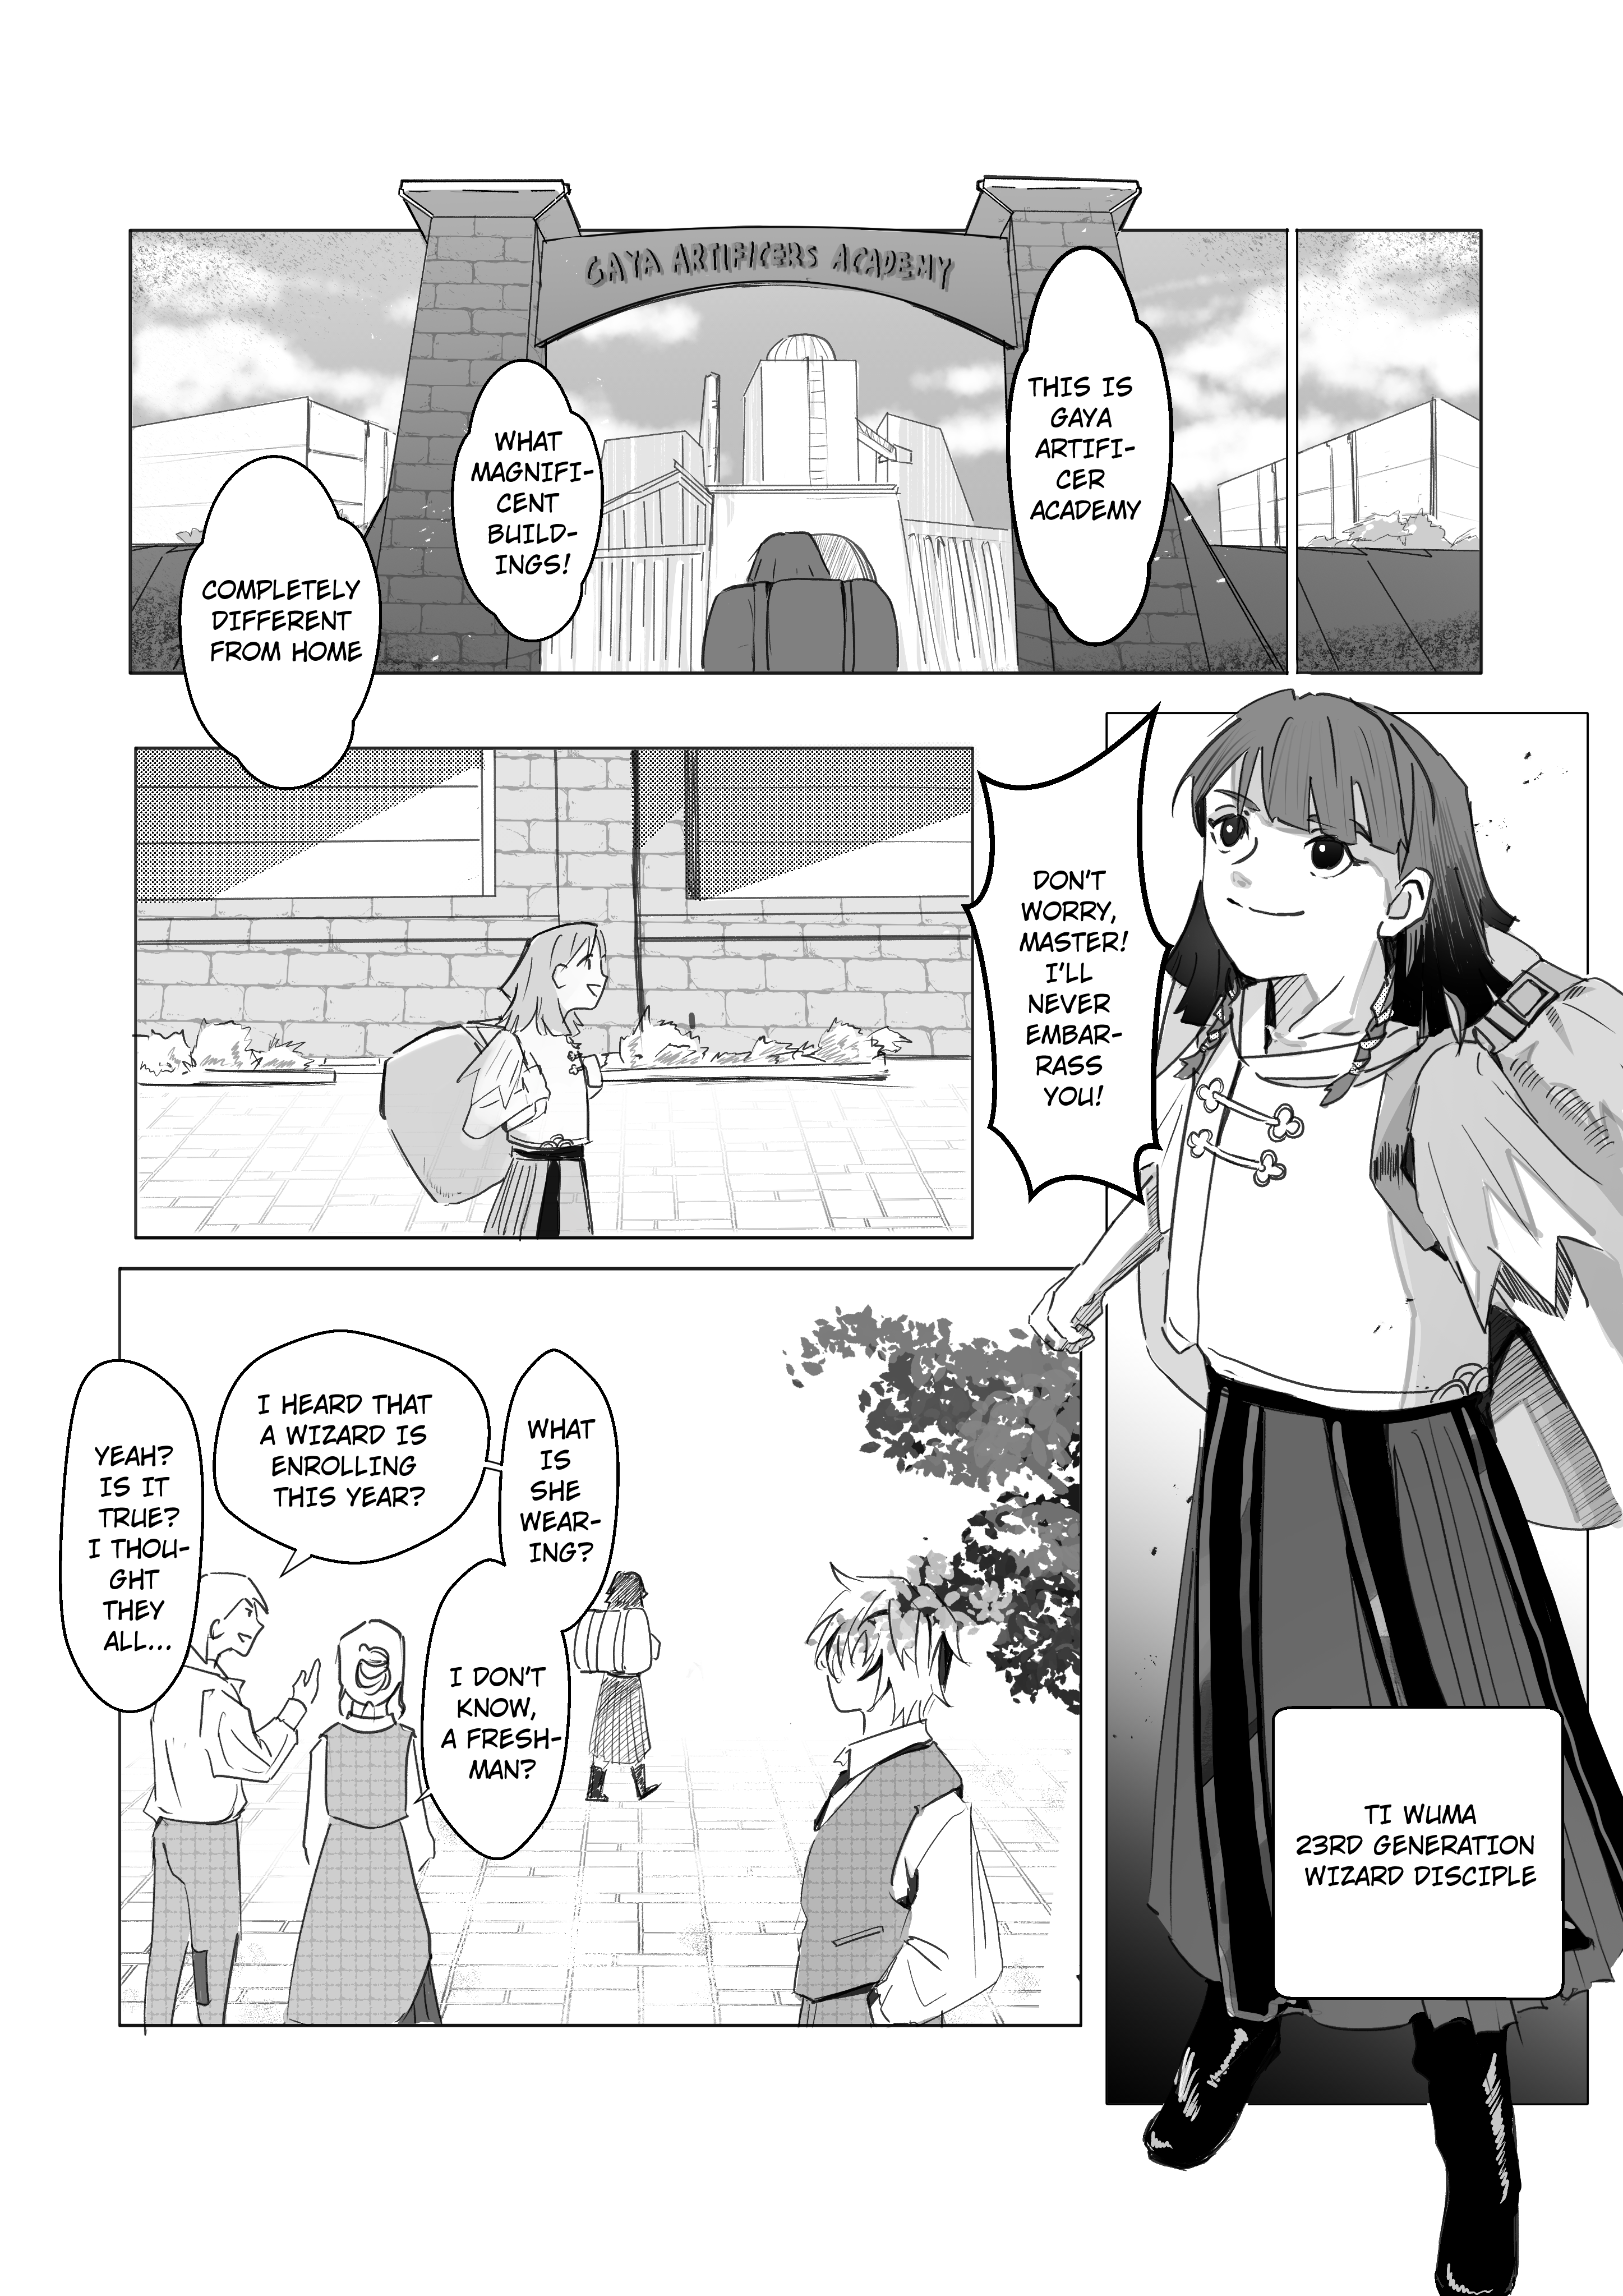 GAYA ARTIFICERS ACADEMY
THIS IS
GAYA
ARTIFI-
CER
ACADEMY
WHAT
MAGNIFI-
CENT
BUILD-
INGS!
COMPLETELY
DIFFERENT
FROM HOME
DON'T
WORRY,
MASTER!
I'LL
NEVER
EMBAR-
RASS
YOU!
TI WUMA
23RD GENERATION
WIZARD DISCIPLE
WHAT
IS
SHE
WEAR-
ING?
I DON'T
KNOW,
A FRESH-
MAN?
I HEARD THAT
A WIZARD IS
ENROLLING
THIS YEAR?
YEAH?
IS IT
TRUE?
I THOU-
GHT
THEY
ALL...